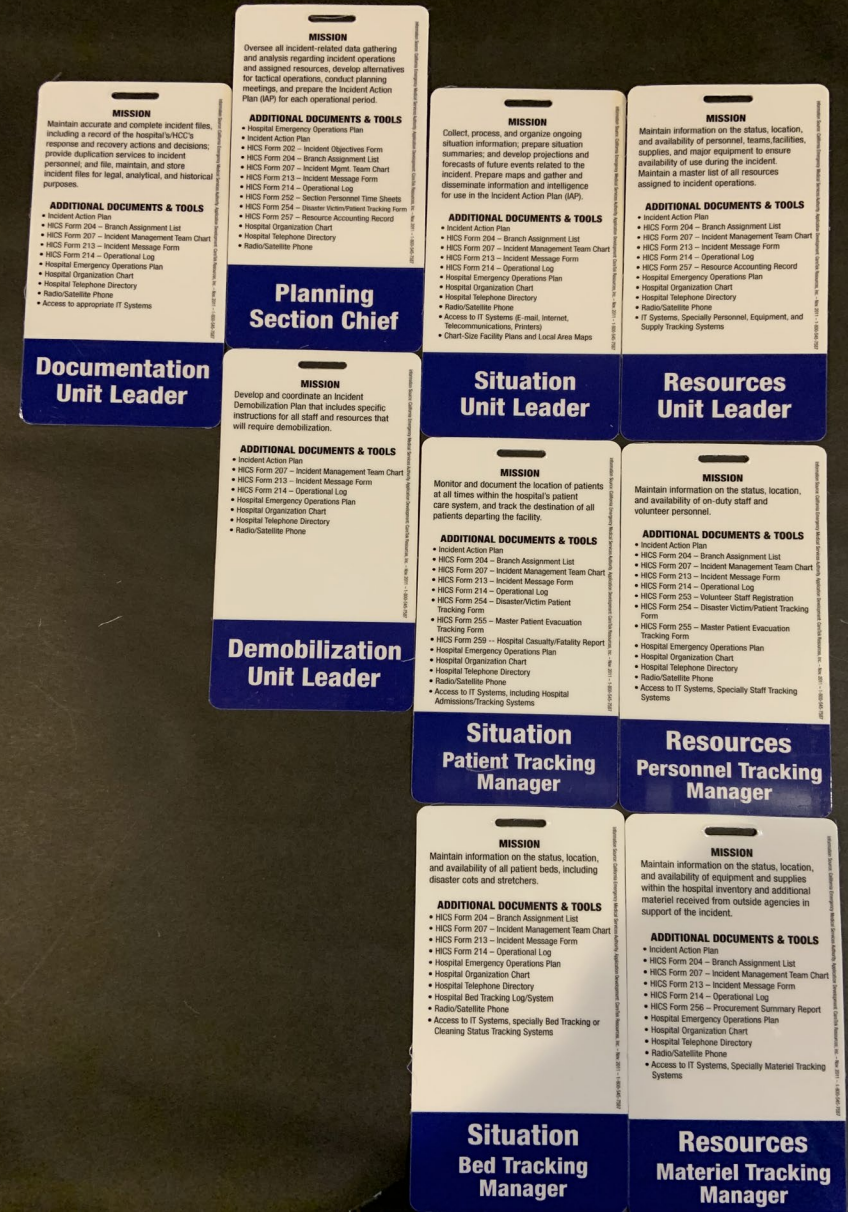 MISSION
Maintain accurate and complete incident files,
including a record of the hospital's/HCC's
response and recovery actions and decisions;
provide duplication services to incident
personnel; and file, maintain, and store
incident files for legal, analytical, and historical
purposes.
ADDITIONAL DOCUMENTS & TOOLS
• Incident Action Plan
• HICS Form 204 – Branch Assignment List
• HICS Form 207 – Incident Management Team Chart
• HICS Form 213 – Incident Message Form
• HICS Form 214 – Operational Log
• Hospital Emergency Operations Plan
• Hospital Organization Chart
• Hospital Telephone Directory
• Radio/Satellite Phone
• Access to appropriate IT Systems
Documentation
Unit Leader
MISSION
Oversee all incident-related data gathering
and analysis regarding incident operations
and assigned resources, develop alternatives
for tactical operations, conduct planning
meetings, and prepare the Incident Action
Plan (IAP) for each operational period.
ADDITIONAL DOCUMENTS & TOOLS
• Hospital Emergency Operations Plan
• Incident Action Plan
• HICS Form 202 – Incident Objectives Form
• HICS Form 204 – Branch Assignment List
• HICS Form 207 – Incident Mgmt. Team Chart
• HICS Form 213 – Incident Message Form
• HICS Form 214 – Operational Log
• HICS Form 252 – Section Personnel Time Sheets
• HICS Form 254 – Disaster Victim/Patient Tracking Form
• HICS Form 257 – Resource Accounting Record
• Hospital Organization Chart
• Hospital Telephone Directory
• Radio/Satellite Phone
Planning
Section Chief
MISSION
Collect, process, and organize ongoing
situation information; prepare situation
summaries; and develop projections and
forecasts of future events related to the
incident. Prepare maps and gather and
disseminate information and intelligence
for use in the Incident Action Plan (IAP).
ADDITIONAL DOCUMENTS & TOOLS
• Incident Action Plan
• HICS Form 204 – Branch Assignment List
• HICS Form 207 – Incident Management Team Chart
• HICS Form 213 – Incident Message Form
• HICS Form 214 – Operational Log
• Hospital Emergency Operations Plan
• Hospital Organization Chart
• Hospital Telephone Directory
• Radio/Satellite Phone
• Access to IT Systems (E-mail, Internet,
Telecommunications, Printers)
• Chart-Size Facility Plans and Local Area Maps
Situation
Unit Leader
MISSION
Maintain information on the status, location,
and availability of personnel, teams,facilities,
supplies, and major equipment to ensure
availability of use during the incident.
Maintain a master list of all resources
assigned to incident operations.
ADDITIONAL DOCUMENTS & TOOLS
• Incident Action Plan
• HICS Form 204 – Branch Assignment List
• HICS Form 207 – Incident Management Team Chart
• HICS Form 213 – Incident Message Form
• HICS Form 214 – Operational Log
• HICS Form 257 – Resource Accounting Record
• Hospital Emergency Operations Plan
• Hospital Organization Chart
• Hospital Telephone Directory
• Radio/Satellite Phone
• IT Systems, Specially Personnel, Equipment, and
Supply Tracking Systems
Resources
Unit Leader
MISSION
Develop and coordinate an Incident
Demobilization Plan that includes specific
instructions for all staff and resources that
will require demobilization.
ADDITIONAL DOCUMENTS & TOOLS
• Incident Action Plan
• HICS Form 207 – Incident Management Team Chart
• HICS Form 213 – Incident Message Form
• HICS Form 214 – Operational Log
• Hospital Emergency Operations Plan
• Hospital Organization Chart
• Hospital Telephone Directory
• Radio/Satellite Phone
Demobilization
Unit Leader
MISSION
Monitor and document the location of patients
at all times within the hospital's patient
care system, and track the destination of all
patients departing the facility.
ADDITIONAL DOCUMENTS & TOOLS
• Incident Action Plan
• HICS Form 204 – Branch Assignment List
• HICS Form 207 – Incident Management Team Chart
• HICS Form 213 – Incident Message Form
• HICS Form 214 – Operational Log
• HICS Form 254 – Disaster/Victim Patient
Tracking Form
• HICS Form 255 – Master Patient Evacuation
Tracking Form
• HICS Form 259 -- Hospital Casualty/Fatality Report
• Hospital Emergency Operations Plan
• Hospital Organization Chart
• Hospital Telephone Directory
• Radio/Satellite Phone
• Access to IT Systems, Including Hospital
Admissions/Tracking Systems
Situation
Patient Tracking
Manager
MISSION
Maintain information on the status, location,
and availability of on-duty staff and
volunteer personnel.
ADDITIONAL DOCUMENTS & TOOLS
• Incident Action Plan
• HICS Form 204 – Branch Assignment List
• HICS Form 207 – Incident Management Team Chart
• HICS Form 213 – Incident Message Form
• HICS Form 214 – Operational Log
• HICS Form 253 – Volunteer Staff Registration
• HICS Form 254 – Disaster Victim/Patient Tracking
Form
• HICS Form 255 – Master Patient Evacuation
Tracking Form
• Hospital Emergency Operations Plan
• Hospital Organization Chart
• Hospital Telephone Directory
• Radio/Satellite Phone
• Access to IT Systems, Specially Staff Tracking
Systems
Resources
Personnel Tracking
Manager
MISSION
Maintain information on the status, location,
and availability of all patient beds, including
disaster cots and stretchers.
ADDITIONAL DOCUMENTS & TOOLS
• HICS Form 204 – Branch Assignment List
• HICS Form 207 – Incident Management Team Chart
• HICS Form 213 – Incident Message Form
• HICS Form 214 – Operational Log
• Hospital Emergency Operations Plan
• Hospital Organization Chart
• Hospital Telephone Directory
• Hospital Bed Tracking Log/System
• Radio/Satellite Phone
• Access to IT Systems, specially Bed Tracking or
Cleaning Status Tracking Systems
Situation
Bed Tracking
Manager
MISSION
Maintain information on the status, location,
and availability of equipment and supplies
within the hospital inventory and additional
materiel received from outside agencies in
support of the incident.
ADDITIONAL DOCUMENTS & TOOLS
• Incident Action Plan
• HICS Form 204 – Branch Assignment List
• HICS Form 207 – Incident Management Team Chart
• HICS Form 213 – Incident Message Form
• HICS Form 214 – Operational Log
• HICS Form 256 – Procurement Summary Report
• Hospital Emergency Operations Plan
• Hospital Organization Chart
• Hospital Telephone Directory
• Radio/Satellite Phone
• Access to IT Systems, Specially Materiel Tracking
Systems
Resources
Materiel Tracking
Manager